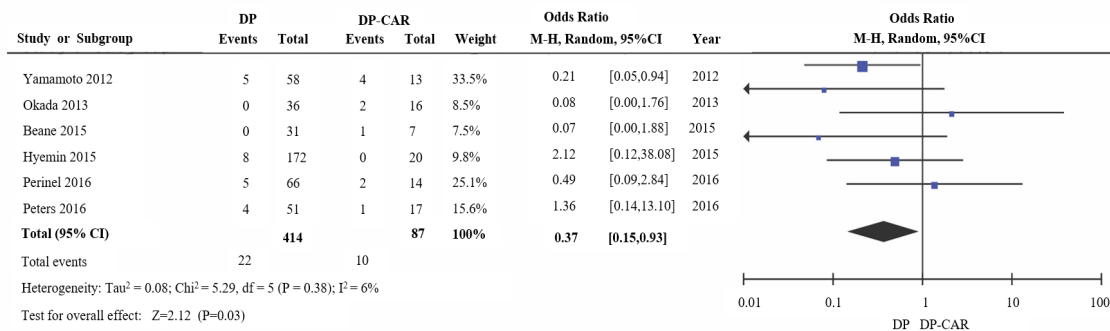 DP DP-CAR Odds Ratio Odds Ratio
Study or Subgroup Events Total Events Total Weight M-H, Random, 95%CI Year M-H, Random, 95%CI
Yamamoto 2012 5 58 4 13 33.5% 0.21 [0.05,0.94] 2012
Okada 2013 0 36 2 16 8.5% 0.08 [0.00,1.76] 2013
Beane 2015 0 31 1 7 7.5% 0.07 [0.00,1.88] 2015
Hyemin 2015 8 172 0 20 9.8% 2.12 [0.12,38.08] 2015
Perinel 2016 5 66 2 14 25.1% 0.49 [0.09,2.84] 2016
Peters 2016 4 51 1 17 15.6% 1.36 [0.14,13.10] 2016
Total (95% CI) 414 87 100% 0.37 [0.15,0.93]
Total events 22 10
Heterogeneity: Tau² = 0.08; Chi² = 5.29, df = 5 (P = 0.38); I² = 6%
Test for overall effect: Z=2.12 (P=0.03)
0.01 0.1 1 10 100
DP DP-CAR